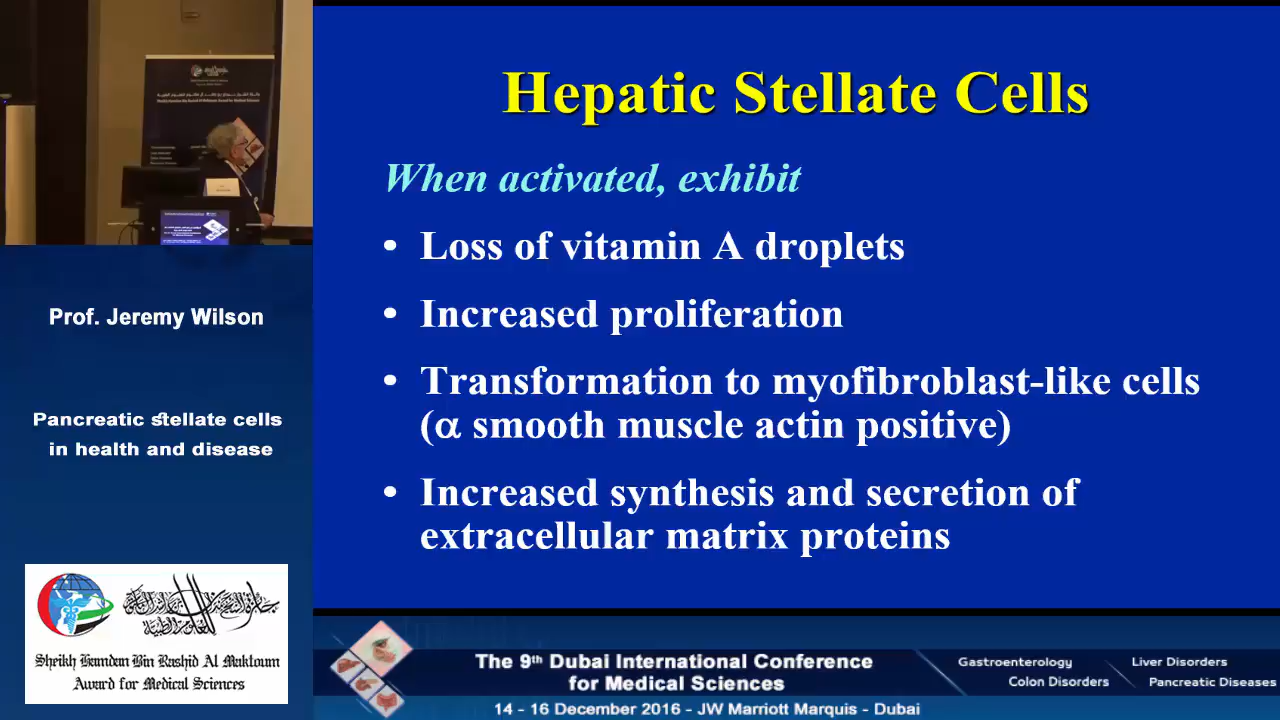 Hepatic Stellate Cells
When activated, exhibit
• Loss of vitamin A droplets
• Increased proliferation
• Transformation to myofibroblast-like cells
(α smooth muscle actin positive)
• Increased synthesis and secretion of
extracellular matrix proteins
Prof. Jeremy Wilson
Pancreatic stellate cells
in health and disease
Sheikh Hamdan Bin Rashid Al Maktoum
Award for Medical Sciences
The 9th Dubai International Conference
for Medical Sciences
14 - 16 December 2016 - JW Marriott Marquis - Dubai
Gastroenterology
Liver Disorders
Colon Disorders
Pancreatic Diseases